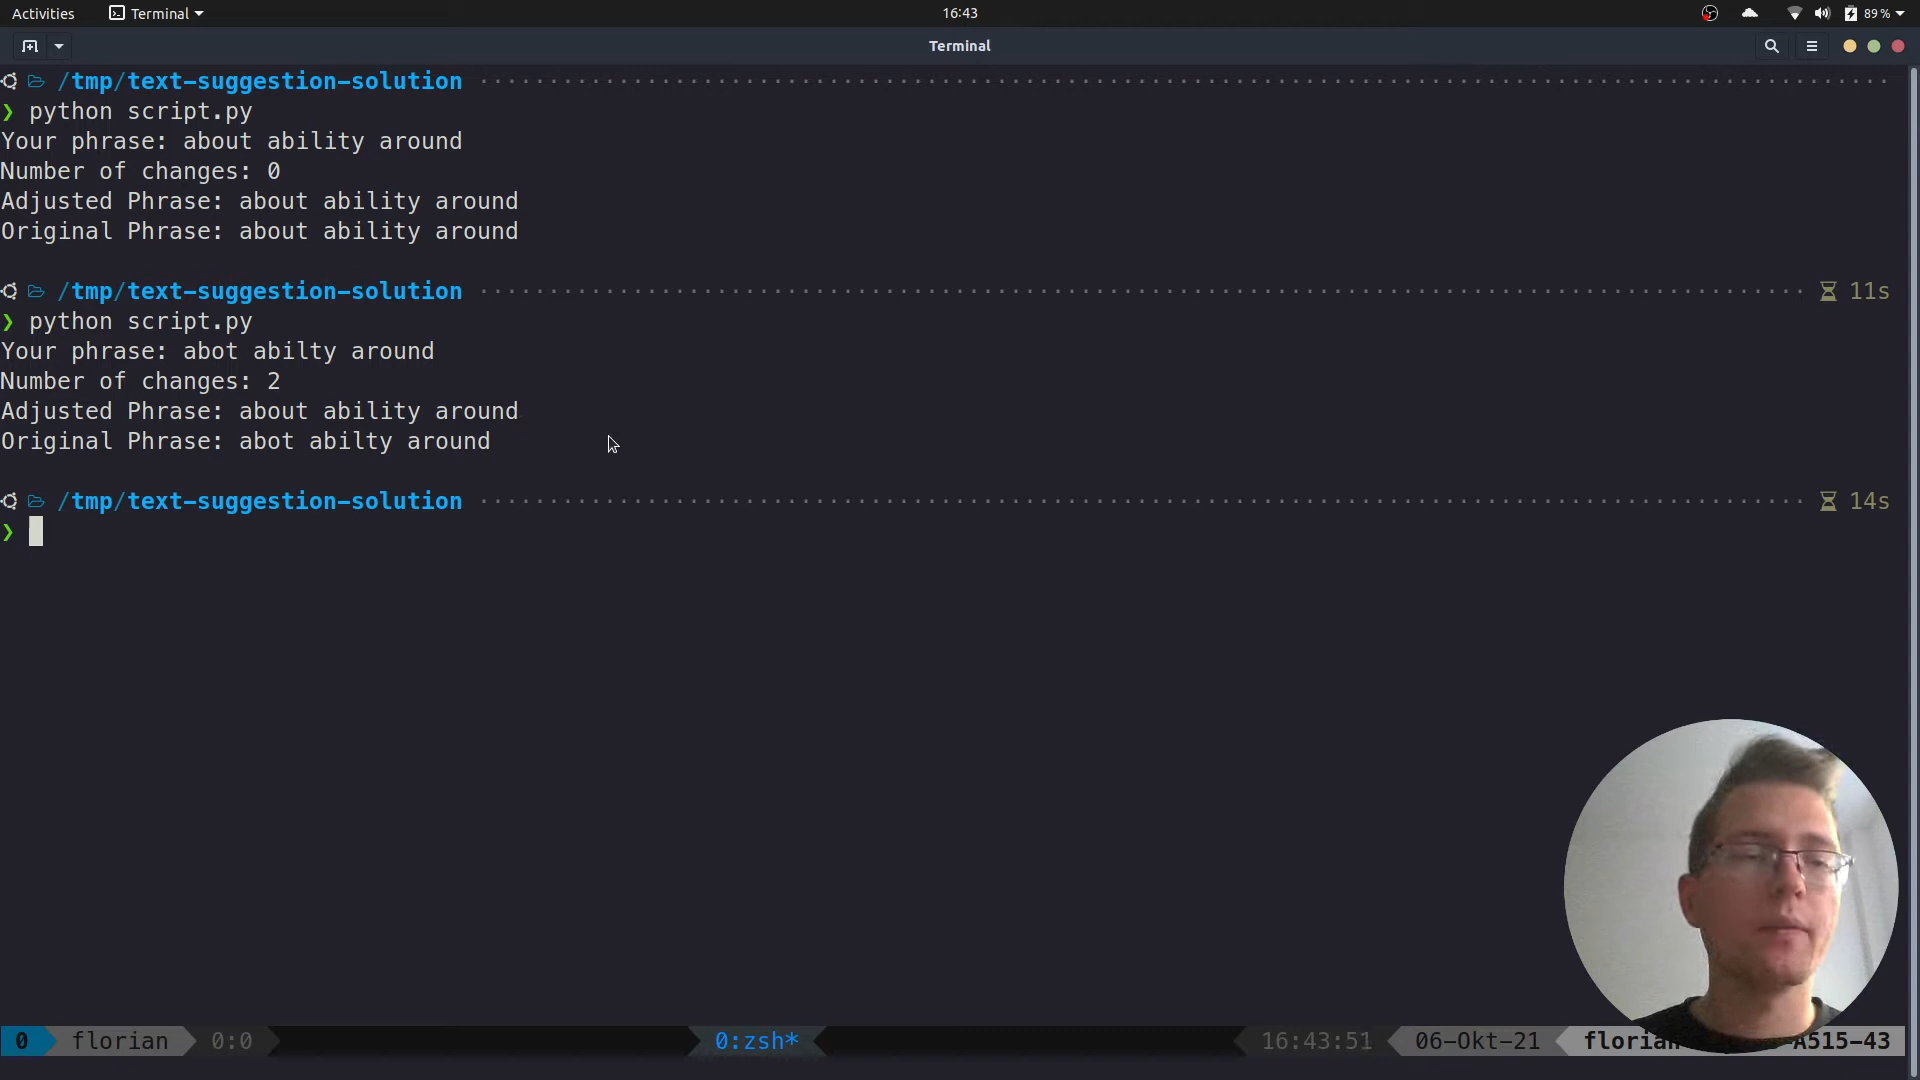 Activities Terminal 16:43 89 %
Terminal
/tmp/text-suggestion-solution
❯ python script.py
Your phrase: about ability around
Number of changes: 0
Adjusted Phrase: about ability around
Original Phrase: about ability around
/tmp/text-suggestion-solution 11s
❯ python script.py
Your phrase: abot abilty around
Number of changes: 2
Adjusted Phrase: about ability around
Original Phrase: abot abilty around
/tmp/text-suggestion-solution 14s
❯
0 florian 0:0 0:zsh* 16:43:51 06-Okt-21 florian A515-43